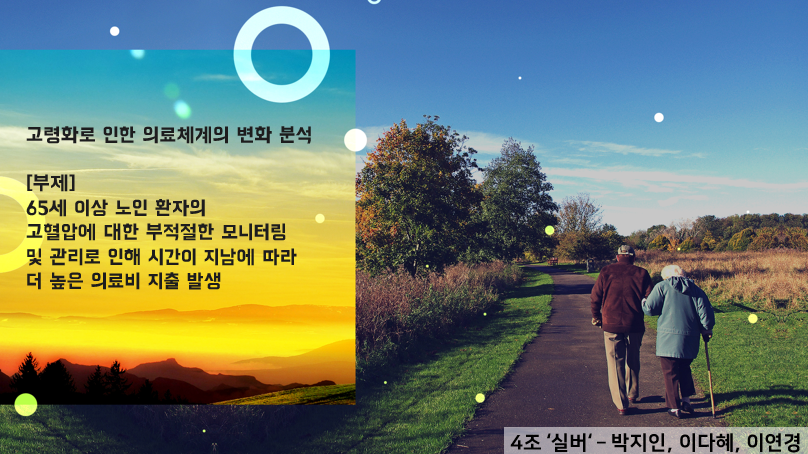 고령화로 인한 의료체계의 변화 분석
[부제]
65세 이상 노인 환자의
고혈압에 대한 부적절한 모니터링
및 관리로 인해 시간이 지남에 따라
더 높은 의료비 지출 발생
4조 ‘실버‘ – 박지인, 이다혜, 이연경